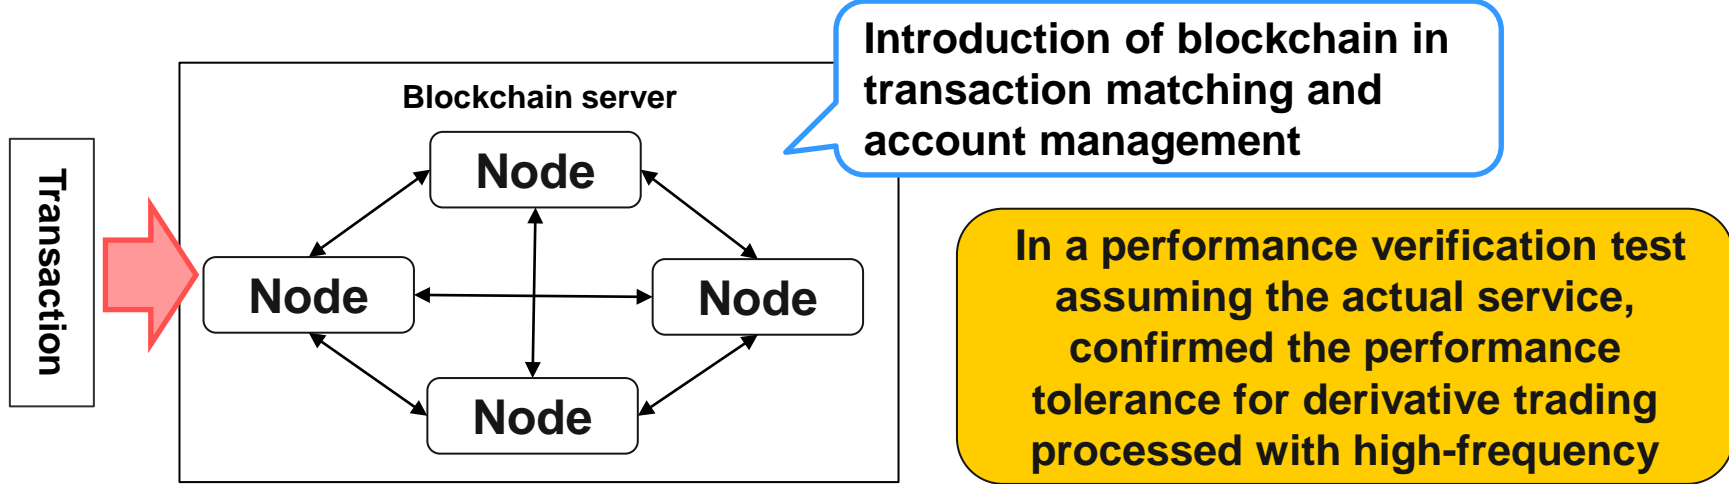 Introduction of blockchain in
transaction matching and
account management
Blockchain server
Transaction
Node
Node
Node
Node
In a performance verification test
assuming the actual service,
confirmed the performance
tolerance for derivative trading
processed with high-frequency